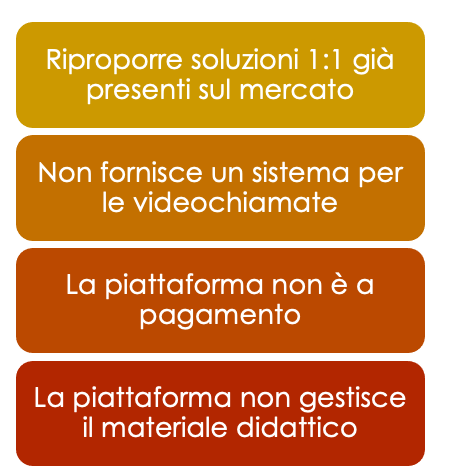 Riproporre soluzioni 1:1 già
presenti sul mercato
Non fornisce un sistema per
le videochiamate
La piattaforma non è a
pagamento
La piattaforma non gestisce
il materiale didattico